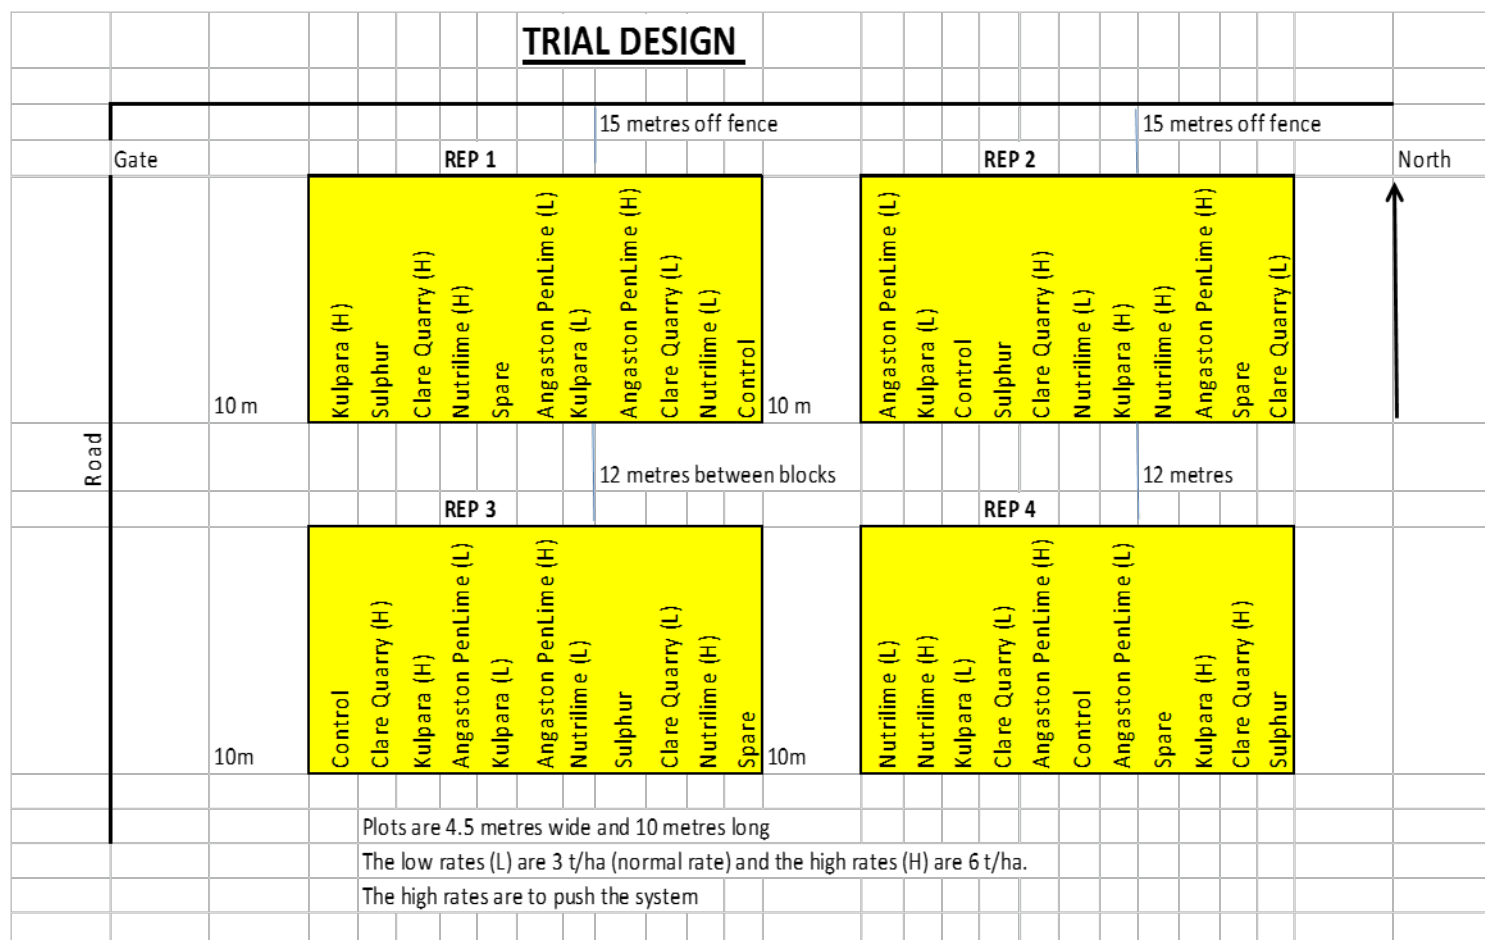 TRIAL DESIGN
15 metres off fence
15 metres off fence
Gate
REP 1
REP 2
North
10 m
Kulpara (H)
Sulphur
Clare Quarry (H)
Nutrilime (H)
Spare
Angaston PenLime (L)
Kulpara (L)
Angaston PenLime (H)
Clare Quarry (L)
Nutrilime (L)
Control
10 m
Angaston PenLime (L)
Kulpara (L)
Control
Sulphur
Clare Quarry (H)
Nutrilime (L)
Kulpara (H)
Nutrilime (H)
Angaston PenLime (H)
Spare
Clare Quarry (L)
Road
12 metres between blocks
12 metres
REP 3
REP 4
10m
Control
Clare Quarry (H)
Kulpara (H)
Angaston PenLime (L)
Kulpara (L)
Angaston PenLime (H)
Nutrilime (L)
Sulphur
Clare Quarry (L)
Nutrilime (H)
Spare
10m
Nutrilime (L)
Nutrilime (H)
Kulpara (L)
Clare Quarry (L)
Angaston PenLime (H)
Control
Angaston PenLime (L)
Spare
Kulpara (H)
Clare Quarry (H)
Sulphur
Plots are 4.5 metres wide and 10 metres long
The low rates (L) are 3 t/ha (normal rate) and the high rates (H) are 6 t/ha.
The high rates are to push the system